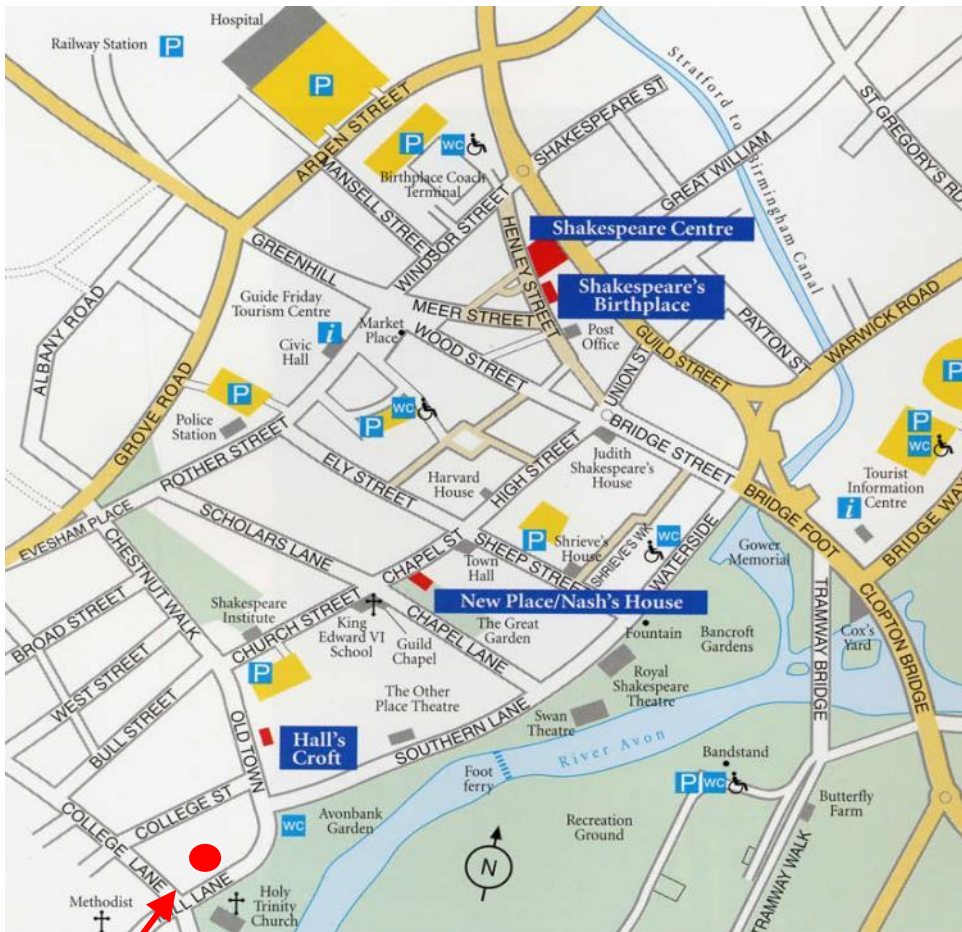 Hospital
Railway Station
P
P
ARDEN STREET
P
WC
Birthplace Coach
Terminal
MANSELL STREET
WINDSOR STREET
SHAKESPEARE ST
Stratford to
Birmingham Canal
ST GREGORY'S RD
GREAT WILLIAM
HENLEY STREET
Shakespeare Centre
GREENHILL
Shakespeare's
Birthplace
Guide Friday
Tourism Centre
i
Civic
Hall
Market
Place
MEER STREET
WOOD STREET
Post
Office
UNION ST
GUILD STREET
PAYTON ST
WARWICK ROAD
ALBANY ROAD
GROVE ROAD
P
Police
Station
P
WC
P
P
WC
Tourist
Information
Centre
i
ROTHER STREET
ELY STREET
Harvard
House
HIGH STREET
Judith
Shakespeare's
House
BRIDGE STREET
BRIDGE FOOT
BRIDGE WAY
EVESHAM PLACE
SCHOLARS LANE
CHAPEL ST
SHEEP STREET
Town
Hall
P
Shrieve's
House
SHRIEVE'S WK
WC
WATERSIDE
Gower
Memorial
CHESTNUT WALK
New Place/Nash's House
TRAMWAY BRIDGE
CLOPTON BRIDGE
Cox's
Yard
BROAD STREET
Shakespeare
Institute
CHURCH STREET
King
Edward VI
School
Guild
Chapel
CHAPEL LANE
The Great
Garden
Fountain
Bancroft
Gardens
WEST STREET
BULL STREET
P
OLD TOWN
The Other
Place Theatre
Royal
Shakespeare
Theatre
Swan
Theatre
SOUTHERN LANE
Hall's
Croft
River Avon
Foot
ferry
Bandstand
P
WC
Butterfly
Farm
COLLEGE ST
COLLEGE LANE
WC
Avonbank
Garden
Recreation
Ground
N
TRAMWAY WALK
LANE
Methodist
Holy
Trinity
Church